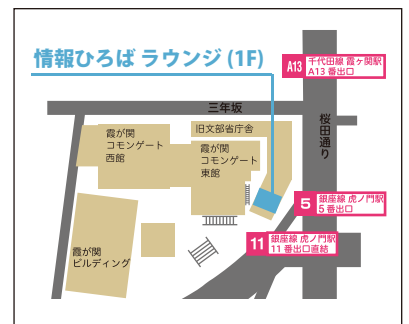 情報ひろば ラウンジ (1F)
A13
千代田線 霞ヶ関駅
A13 番出口
三年坂
桜田通り
旧文部省庁舎
霞が関
コモンゲート
西館
霞が関
コモンゲート
東館
5
銀座線 虎ノ門駅
5 番出口
11
銀座線 虎ノ門駅
11 番出口直結
霞が関
ビルディング